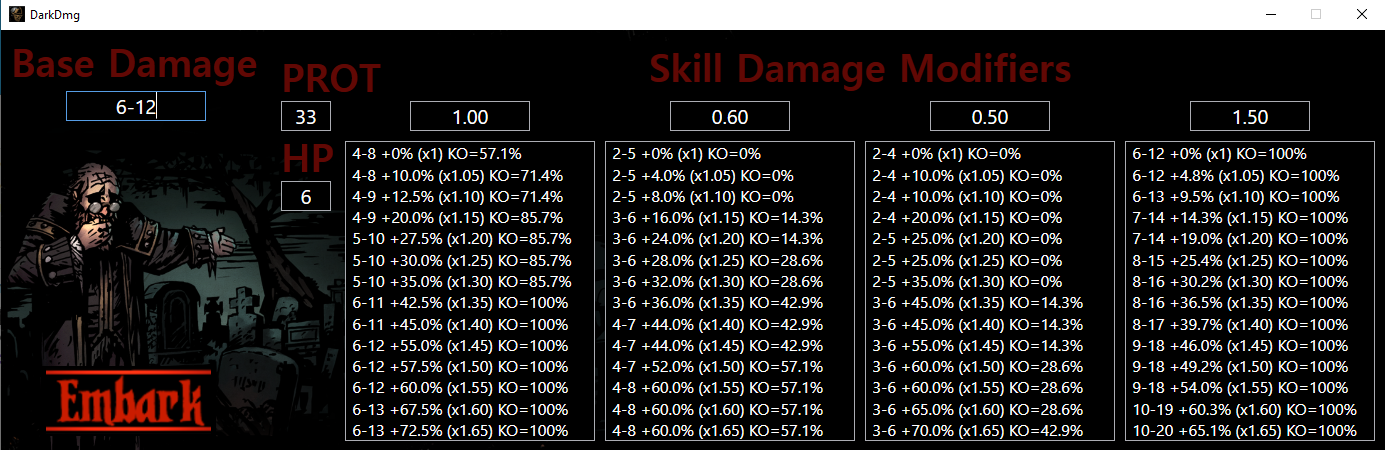 DarkDmg
Base Damage
6-12
PROT
33
HP
6
Embark
Skill Damage Modifiers
1.00
4-8 +0% (x1) KO=57.1%
4-8 +10.0% (x1.05) KO=71.4%
4-9 +12.5% (x1.10) KO=71.4%
4-9 +20.0% (x1.15) KO=85.7%
5-10 +27.5% (x1.20) KO=85.7%
5-10 +30.0% (x1.25) KO=85.7%
5-10 +35.0% (x1.30) KO=85.7%
6-11 +42.5% (x1.35) KO=100%
6-11 +45.0% (x1.40) KO=100%
6-12 +55.0% (x1.45) KO=100%
6-12 +57.5% (x1.50) KO=100%
6-12 +60.0% (x1.55) KO=100%
6-13 +67.5% (x1.60) KO=100%
6-13 +72.5% (x1.65) KO=100%
0.60
2-5 +0% (x1) KO=0%
2-5 +4.0% (x1.05) KO=0%
2-5 +8.0% (x1.10) KO=0%
3-6 +16.0% (x1.15) KO=14.3%
3-6 +24.0% (x1.20) KO=14.3%
3-6 +28.0% (x1.25) KO=28.6%
3-6 +32.0% (x1.30) KO=28.6%
3-6 +36.0% (x1.35) KO=42.9%
4-7 +44.0% (x1.40) KO=42.9%
4-7 +44.0% (x1.45) KO=42.9%
4-7 +52.0% (x1.50) KO=57.1%
4-8 +60.0% (x1.55) KO=57.1%
4-8 +60.0% (x1.60) KO=57.1%
4-8 +60.0% (x1.65) KO=57.1%
0.50
2-4 +0% (x1) KO=0%
2-4 +10.0% (x1.05) KO=0%
2-4 +10.0% (x1.10) KO=0%
2-4 +20.0% (x1.15) KO=0%
2-5 +25.0% (x1.20) KO=0%
2-5 +25.0% (x1.25) KO=0%
2-5 +35.0% (x1.30) KO=0%
3-6 +45.0% (x1.35) KO=14.3%
3-6 +45.0% (x1.40) KO=14.3%
3-6 +55.0% (x1.45) KO=14.3%
3-6 +60.0% (x1.50) KO=28.6%
3-6 +60.0% (x1.55) KO=28.6%
3-6 +65.0% (x1.60) KO=28.6%
3-6 +70.0% (x1.65) KO=42.9%
1.50
6-12 +0% (x1) KO=100%
6-12 +4.8% (x1.05) KO=100%
6-13 +9.5% (x1.10) KO=100%
7-14 +14.3% (x1.15) KO=100%
7-14 +19.0% (x1.20) KO=100%
8-15 +25.4% (x1.25) KO=100%
8-16 +30.2% (x1.30) KO=100%
8-16 +36.5% (x1.35) KO=100%
8-17 +39.7% (x1.40) KO=100%
9-18 +46.0% (x1.45) KO=100%
9-18 +49.2% (x1.50) KO=100%
9-18 +54.0% (x1.55) KO=100%
10-19 +60.3% (x1.60) KO=100%
10-20 +65.1% (x1.65) KO=100%